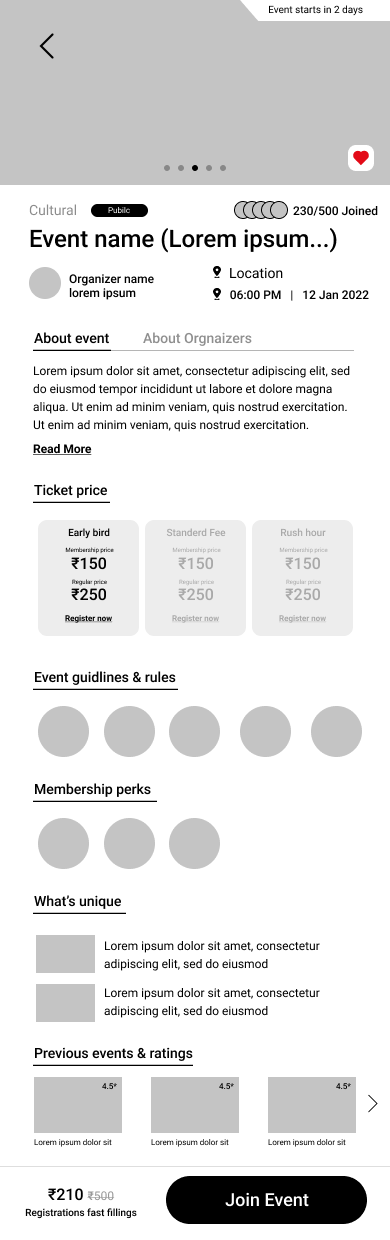 Event starts in 2 days
Cultural
Pubilc
230/500 Joined
Event name (Lorem ipsum...)
Organizer name
lorem ipsum
Location
06:00 PM | 12 Jan 2022
About event
About Orgnaizers
Lorem ipsum dolor sit amet, consectetur adipiscing elit, sed
do eiusmod tempor incididunt ut labore et dolore magna
aliqua. Ut enim ad minim veniam, quis nostrud exercitation.
Ut enim ad minim veniam, quis nostrud exercitation.
Read More
Ticket price
Early bird
Membership price
₹150
Regular price
₹250
Register now
Standerd Fee
Membership price
₹150
Regular price
₹250
Register now
Rush hour
Membership price
₹150
Regular price
₹250
Register now
Event guidlines & rules
Membership perks
What's unique
Lorem ipsum dolor sit amet, consectetur
adipiscing elit, sed do eiusmod
Lorem ipsum dolor sit amet, consectetur
adipiscing elit, sed do eiusmod
Previous events & ratings
4.5*
4.5*
4.5*
Lorem ipsum dolor sit
Lorem ipsum dolor sit
Lorem ipsum dolor sit
₹210 ₹500
Registrations fast fillings
Join Event